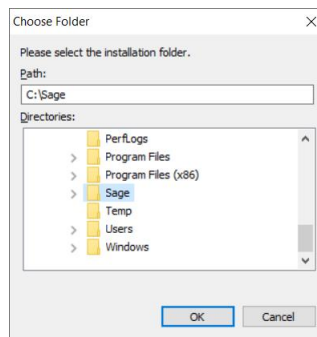 Choose Folder
Please select the installation folder.
Path:
C:\Sage
Directories:
PerfLogs
Program Files
Program Files (x86)
Sage
Temp
Users
Windows
OK
Cancel